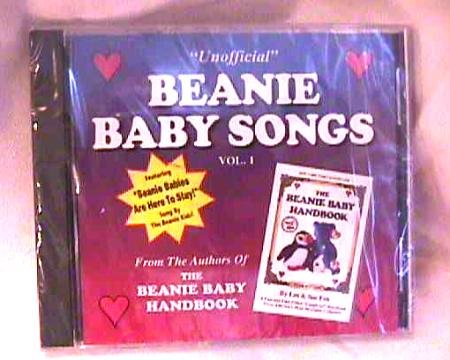 "Unofficial"
BEANIE
BABY SONGS
VOL. 1
Featuring
"Beanie Babies
Are Here To Stay!"
Sung By
The Beanie Kids!
From The Authors Of
THE
BEANIE BABY
HANDBOOK
THE
BEANIE BABY
HANDBOOK
By Les & Sue Fox